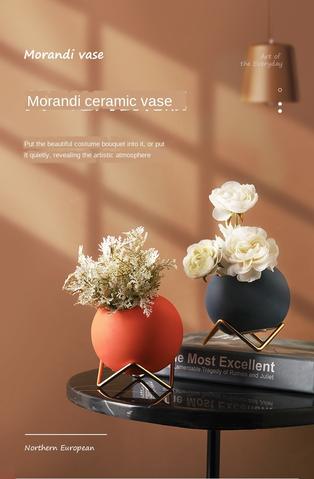 Morandi vase
Art of
the Everyday
Morandi ceramic vase
Put the beautiful costume bouquet into it, or put
it quietly, revealing the artistic atmosphere
e Most Excellent
Lamentable Tragedy of Romeo and Juliet
Northern European